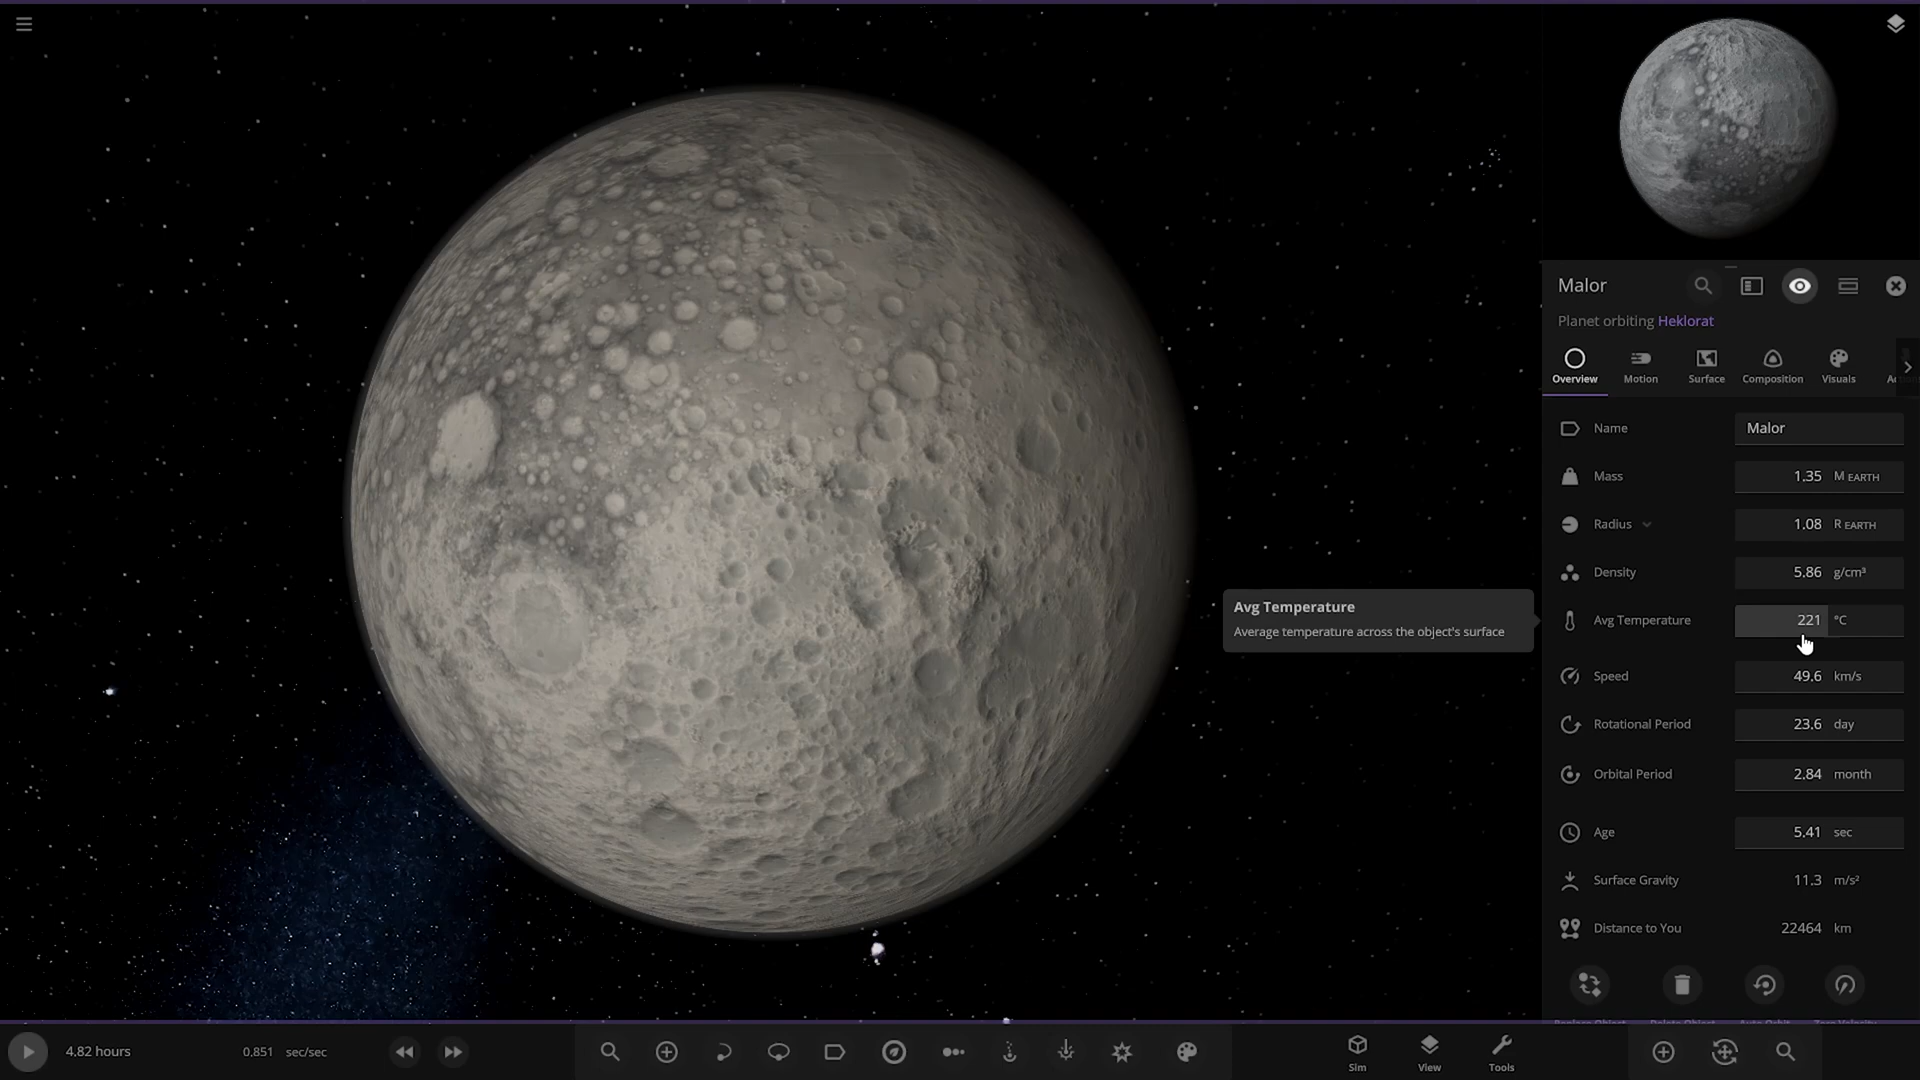 Malor
Planet orbiting Heklorat
Overview Motion Surface Composition Visuals
Name Malor
Mass 1.35 M EARTH
Radius 1.08 R EARTH
Density 5.86 g/cm³
Avg Temperature
Average temperature across the object's surface
Avg Temperature 221 °C
Speed 49.6 km/s
Rotational Period 23.6 day
Orbital Period 2.84 month
Age 5.41 sec
Surface Gravity 11.3 m/s²
Distance to You 22464 km
4.82 hours 0.851 sec/sec
Sim View Tools